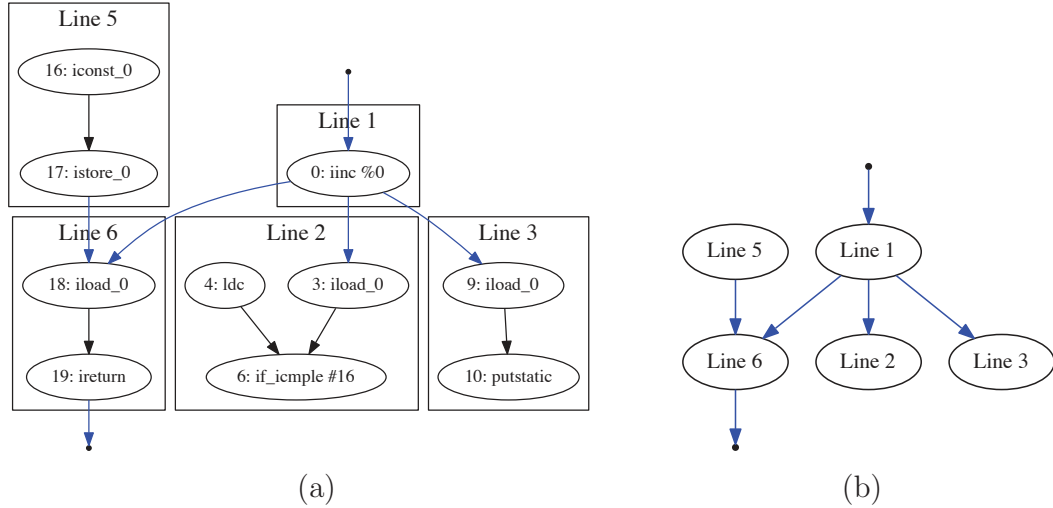 Line 5
16: iconst_0
17: istore_0
Line 1
0: iinc %0
Line 6
18: iload_0
19: ireturn
Line 2
4: ldc
3: iload_0
6: if_icmple #16
Line 3
9: iload_0
10: putstatic
(a)
Line 5
Line 1
Line 6
Line 2
Line 3
(b)